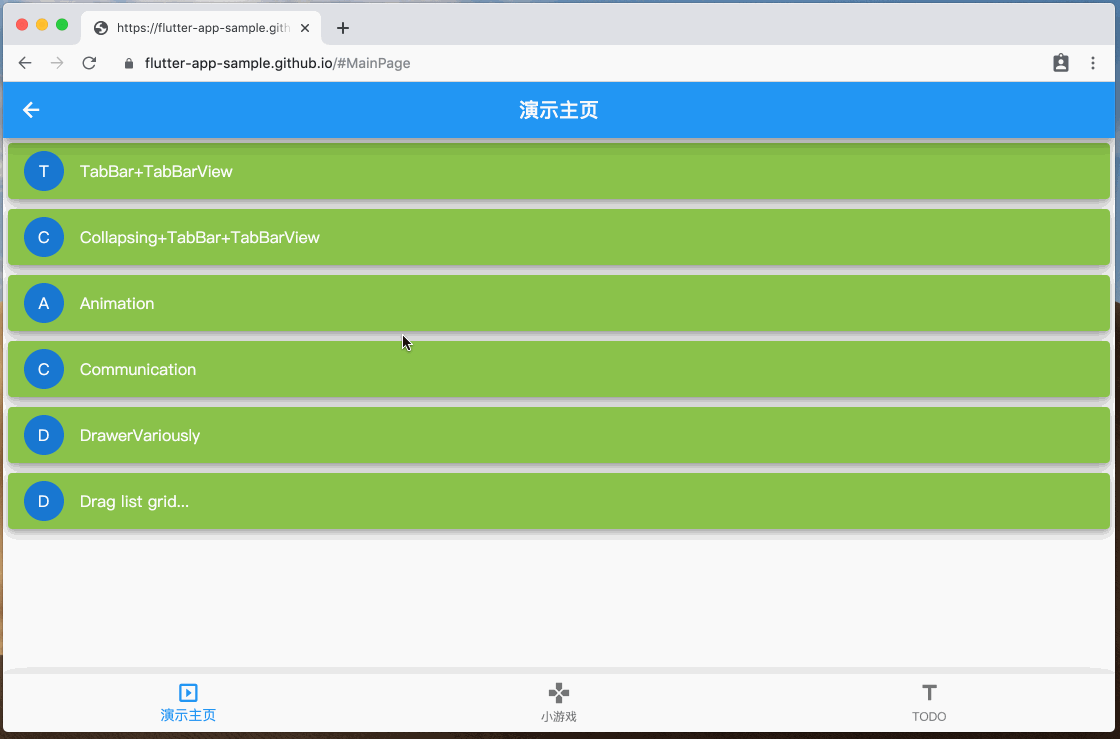 https://flutter-app-sample.gith
flutter-app-sample.github.io/#MainPage
演示主页
T TabBar+TabBarView
C Collapsing+TabBar+TabBarView
A Animation
C Communication
D DrawerVariously
D Drag list grid...
T
演示主页 小游戏 TODO